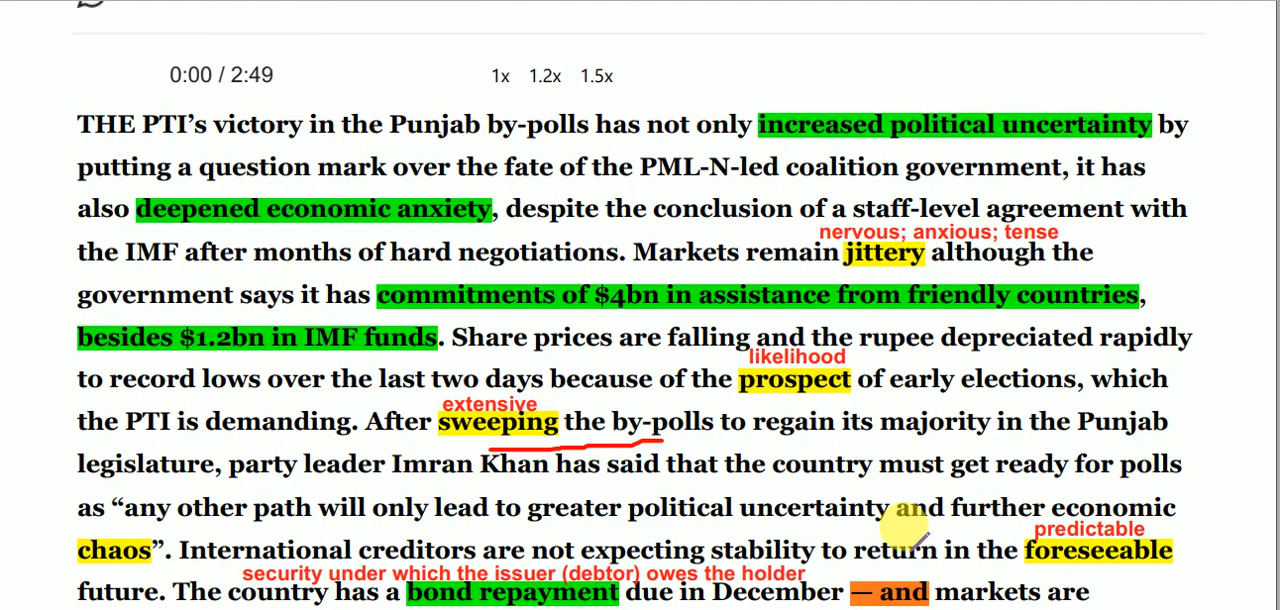 0:00 / 2:49 1x 1.2x 1.5x
THE PTI’s victory in the Punjab by-polls has not only increased political uncertainty by
putting a question mark over the fate of the PML-N-led coalition government, it has
also deepened economic anxiety, despite the conclusion of a staff-level agreement with
nervous; anxious; tense
the IMF after months of hard negotiations. Markets remain jittery although the
government says it has commitments of $4bn in assistance from friendly countries,
besides $1.2bn in IMF funds. Share prices are falling and the rupee depreciated rapidly
likelihood
to record lows over the last two days because of the prospect of early elections, which
extensive
the PTI is demanding. After sweeping the by-polls to regain its majority in the Punjab
legislature, party leader Imran Khan has said that the country must get ready for polls
as “any other path will only lead to greater political uncertainty and further economic
predictable
chaos”. International creditors are not expecting stability to return in the foreseeable
security under which the issuer (debtor) owes the holder
future. The country has a bond repayment due in December — and markets are